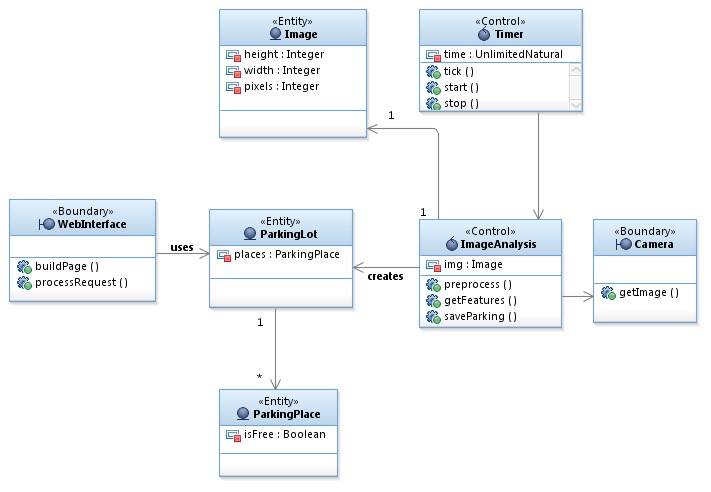 «Entity»
Image
height : Integer
width : Integer
pixels : Integer
«Control»
Timer
time : UnlimitedNatural
tick ( )
start ( )
stop ( )
1
1
«Boundary»
WebInterface
buildPage ( )
processRequest ( )
uses
«Entity»
ParkingLot
places : ParkingPlace
creates
«Control»
ImageAnalysis
img : Image
preprocess ( )
getFeatures ( )
saveParking ( )
«Boundary»
Camera
getImage ( )
1
*
«Entity»
ParkingPlace
isFree : Boolean